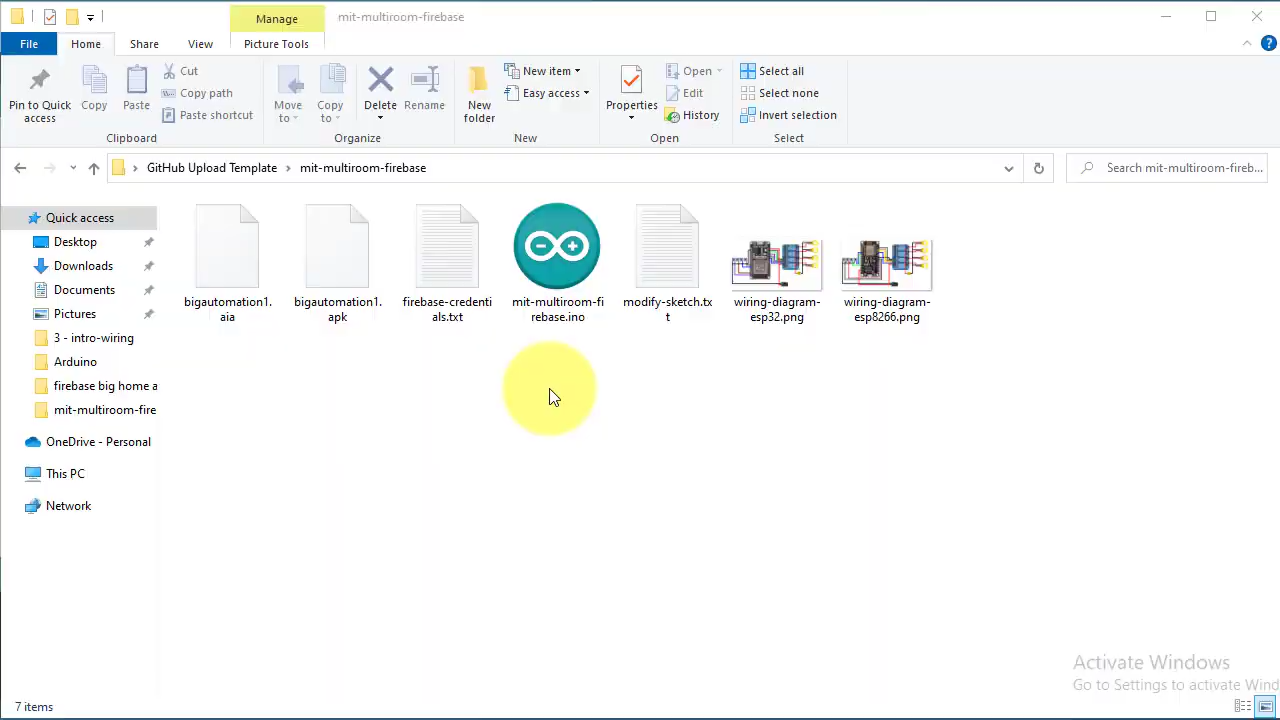 Manage
mit-multiroom-firebase
File
Home
Share
View
Picture Tools
Pin to Quick
access
Copy
Paste
Cut
Copy path
Paste shortcut
Clipboard
Move
to
Copy
to
Delete
Rename
Organize
New
folder
New item
Easy access
New
Properties
Open
Edit
History
Open
Select all
Select none
Invert selection
Select
GitHub Upload Template
mit-multiroom-firebase
Search mit-multiroom-fireb...
Quick access
Desktop
Downloads
Documents
Pictures
3 - intro-wiring
Arduino
firebase big home a
mit-multiroom-fire
OneDrive - Personal
This PC
Network
bigautomation1.
aia
bigautomation1.
apk
firebase-credenti
als.txt
mit-multiroom-fi
rebase.ino
modify-sketch.tx
t
wiring-diagram-
esp32.png
wiring-diagram-
esp8266.png
Activate Windows
Go to Settings to activate Wind
7 items